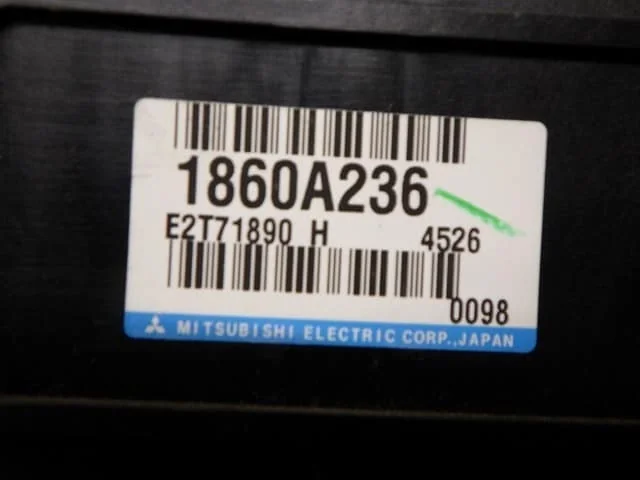 1860A236
E2T71890 H 4526
0098
MITSUBISHI ELECTRIC CORP.,JAPAN